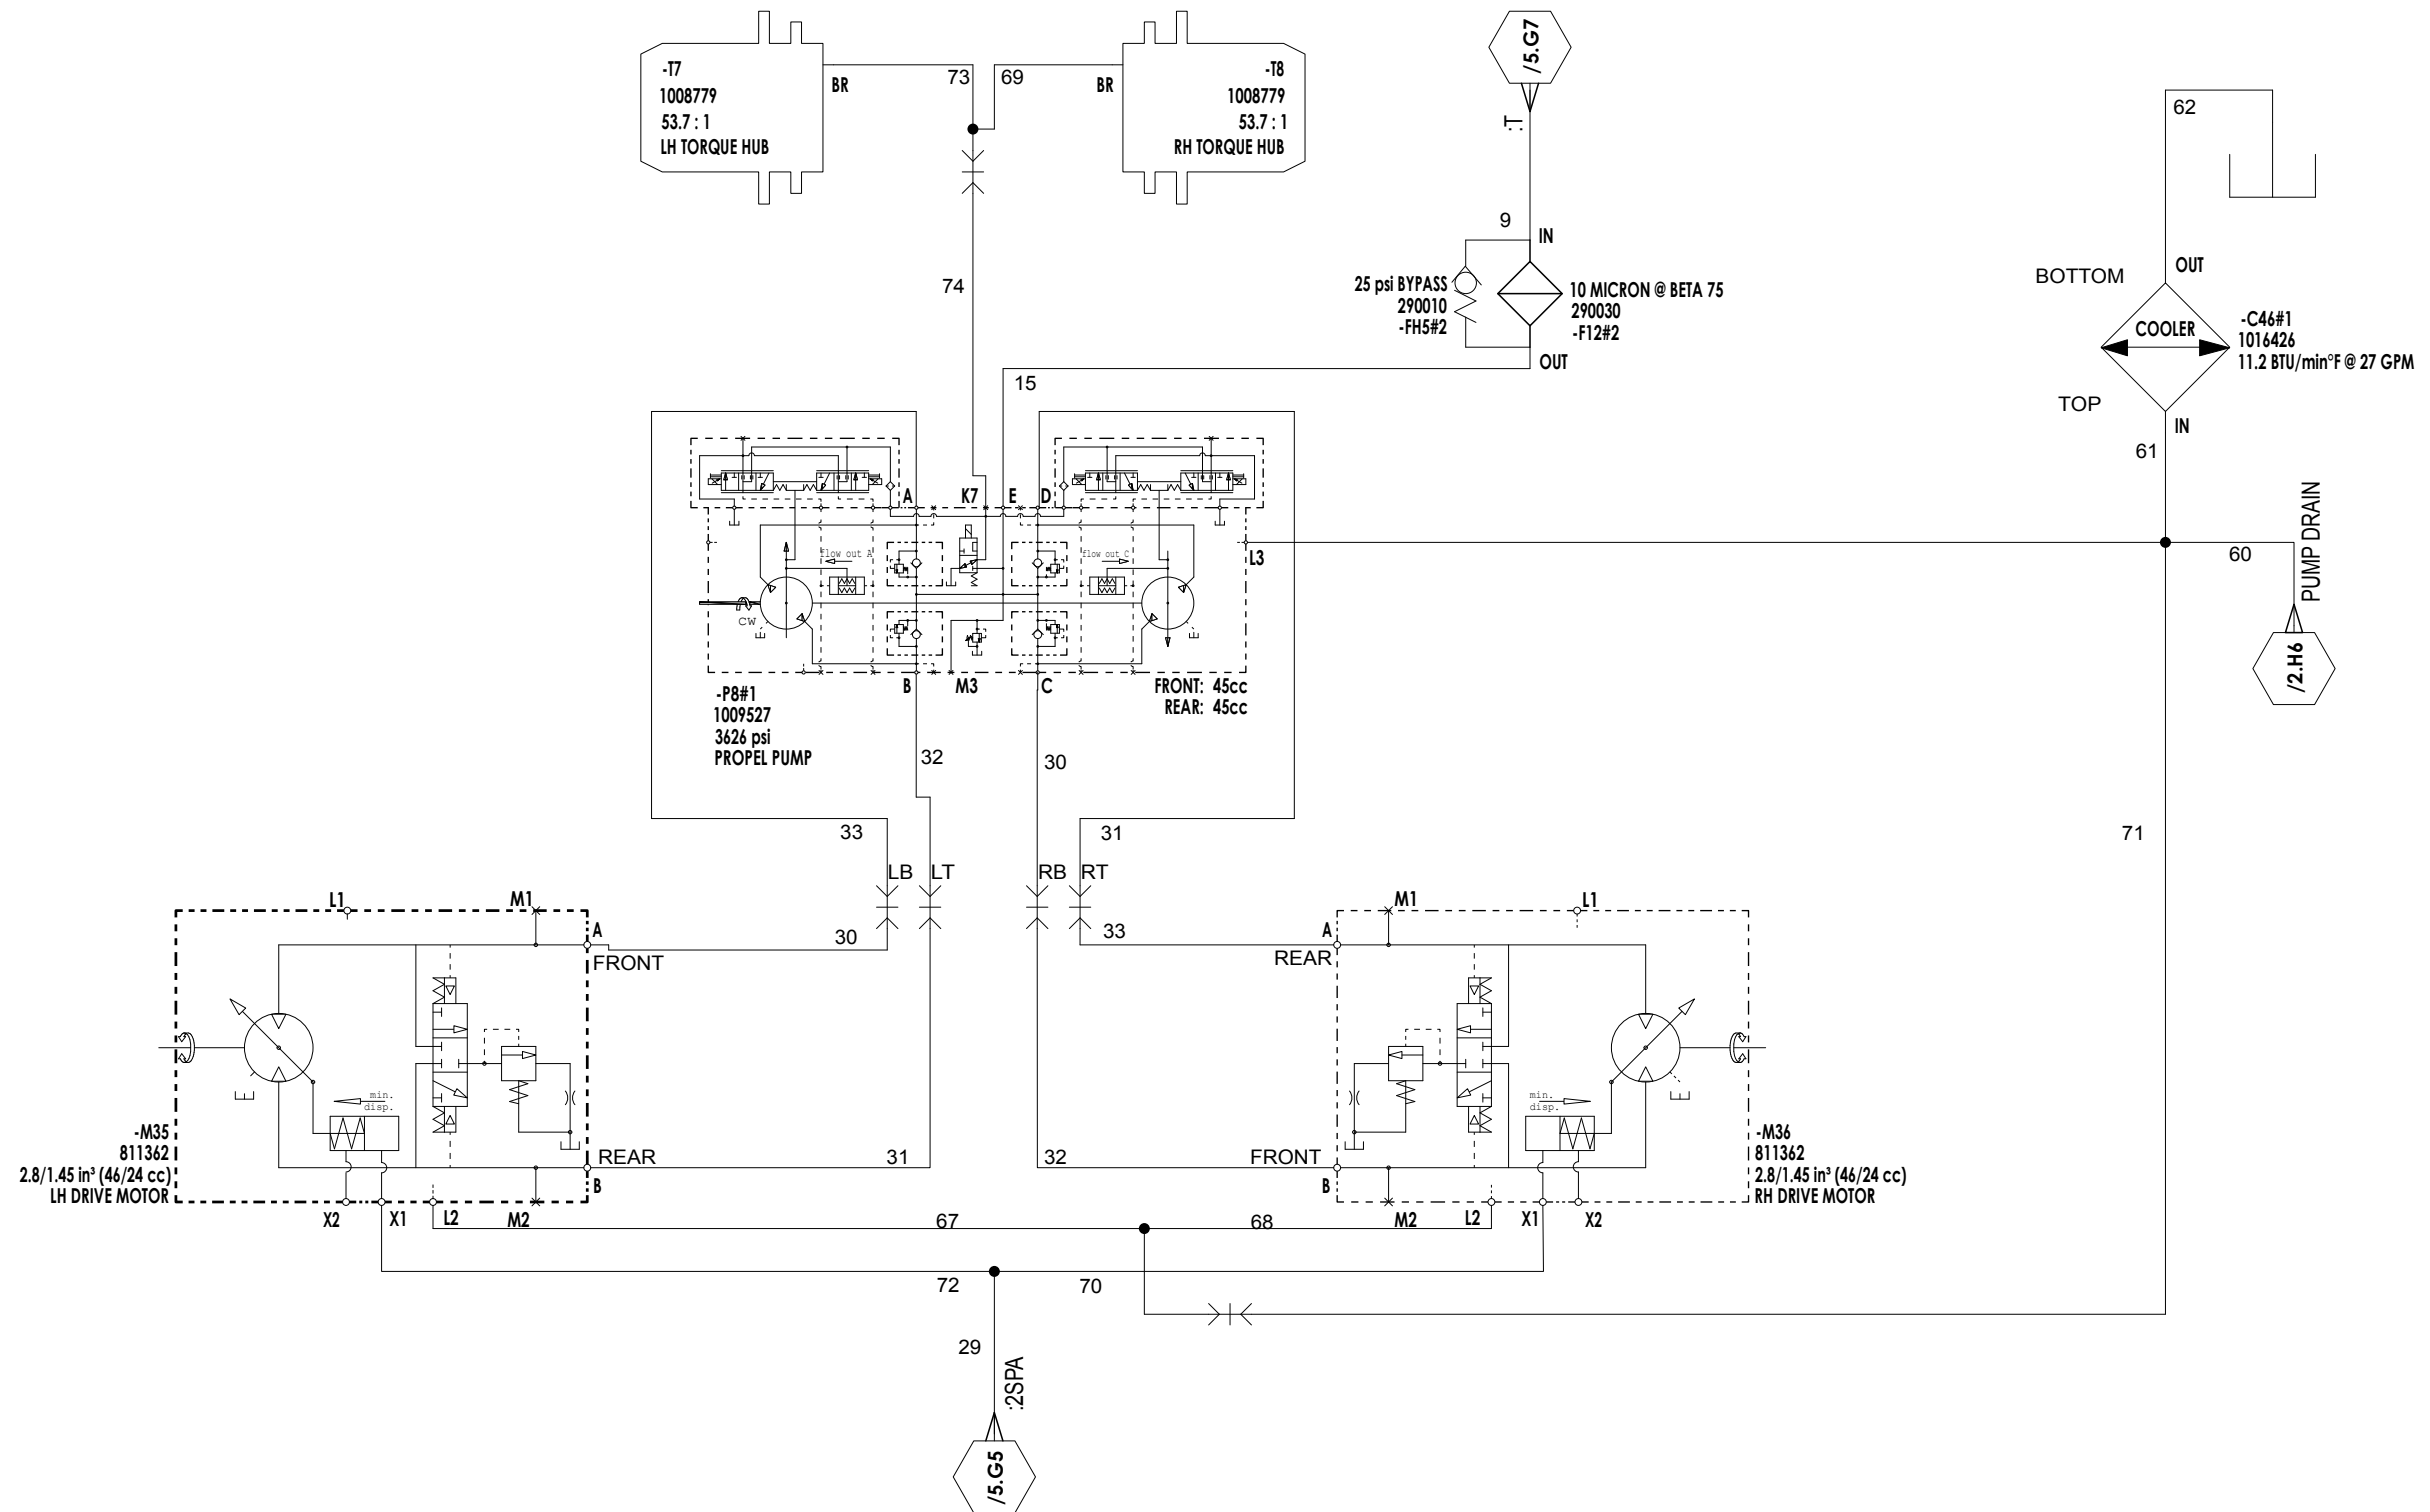 -T7
1008779
53.7 : 1
LH TORQUE HUB
BR
73
69
BR
-T8
1008779
53.7 : 1
RH TORQUE HUB
/5.G7
:T
62
9
IN
74
25 psi BYPASS
290010
-FH5#2
10 MICRON @ BETA 75
290030
-F12#2
OUT
15
BOTTOM
OUT
COOLER
-C46#1
1016426
11.2 BTU/min°F @ 27 GPM
TOP
IN
61
A
K7
E
D
flow out A
flow out C
L3
CW
60
PUMP DRAIN
/2.H6
-P8#1
1009527
3626 psi
PROPEL PUMP
B
M3
C
FRONT: 45cc
REAR: 45cc
32
30
33
31
71
LB
LT
RB
RT
L1
M1
A
30
FRONT
33
A
REAR
M1
L1
min.
disp.
min.
disp.
-M35
811362
2.8/1.45 in³ (46/24 cc)
LH DRIVE MOTOR
REAR
31
B
32
FRONT
B
-M36
811362
2.8/1.45 in³ (46/24 cc)
RH DRIVE MOTOR
X2
X1
L2
M2
67
68
M2
L2
X1
X2
72
70
29
:2SPA
/5.G5